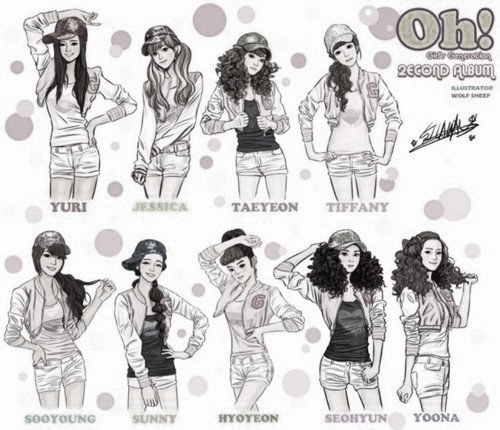 Oh!
Girls' Generation
2ECOND ALBUM
ILLUSTRATOR
WOLF SHEEP
YURI
JESSICA
TAEYEON
TIFFANY
SOOYOUNG
SUNNY
HYOYEON
SEOHYUN
YOONA
G
G
G